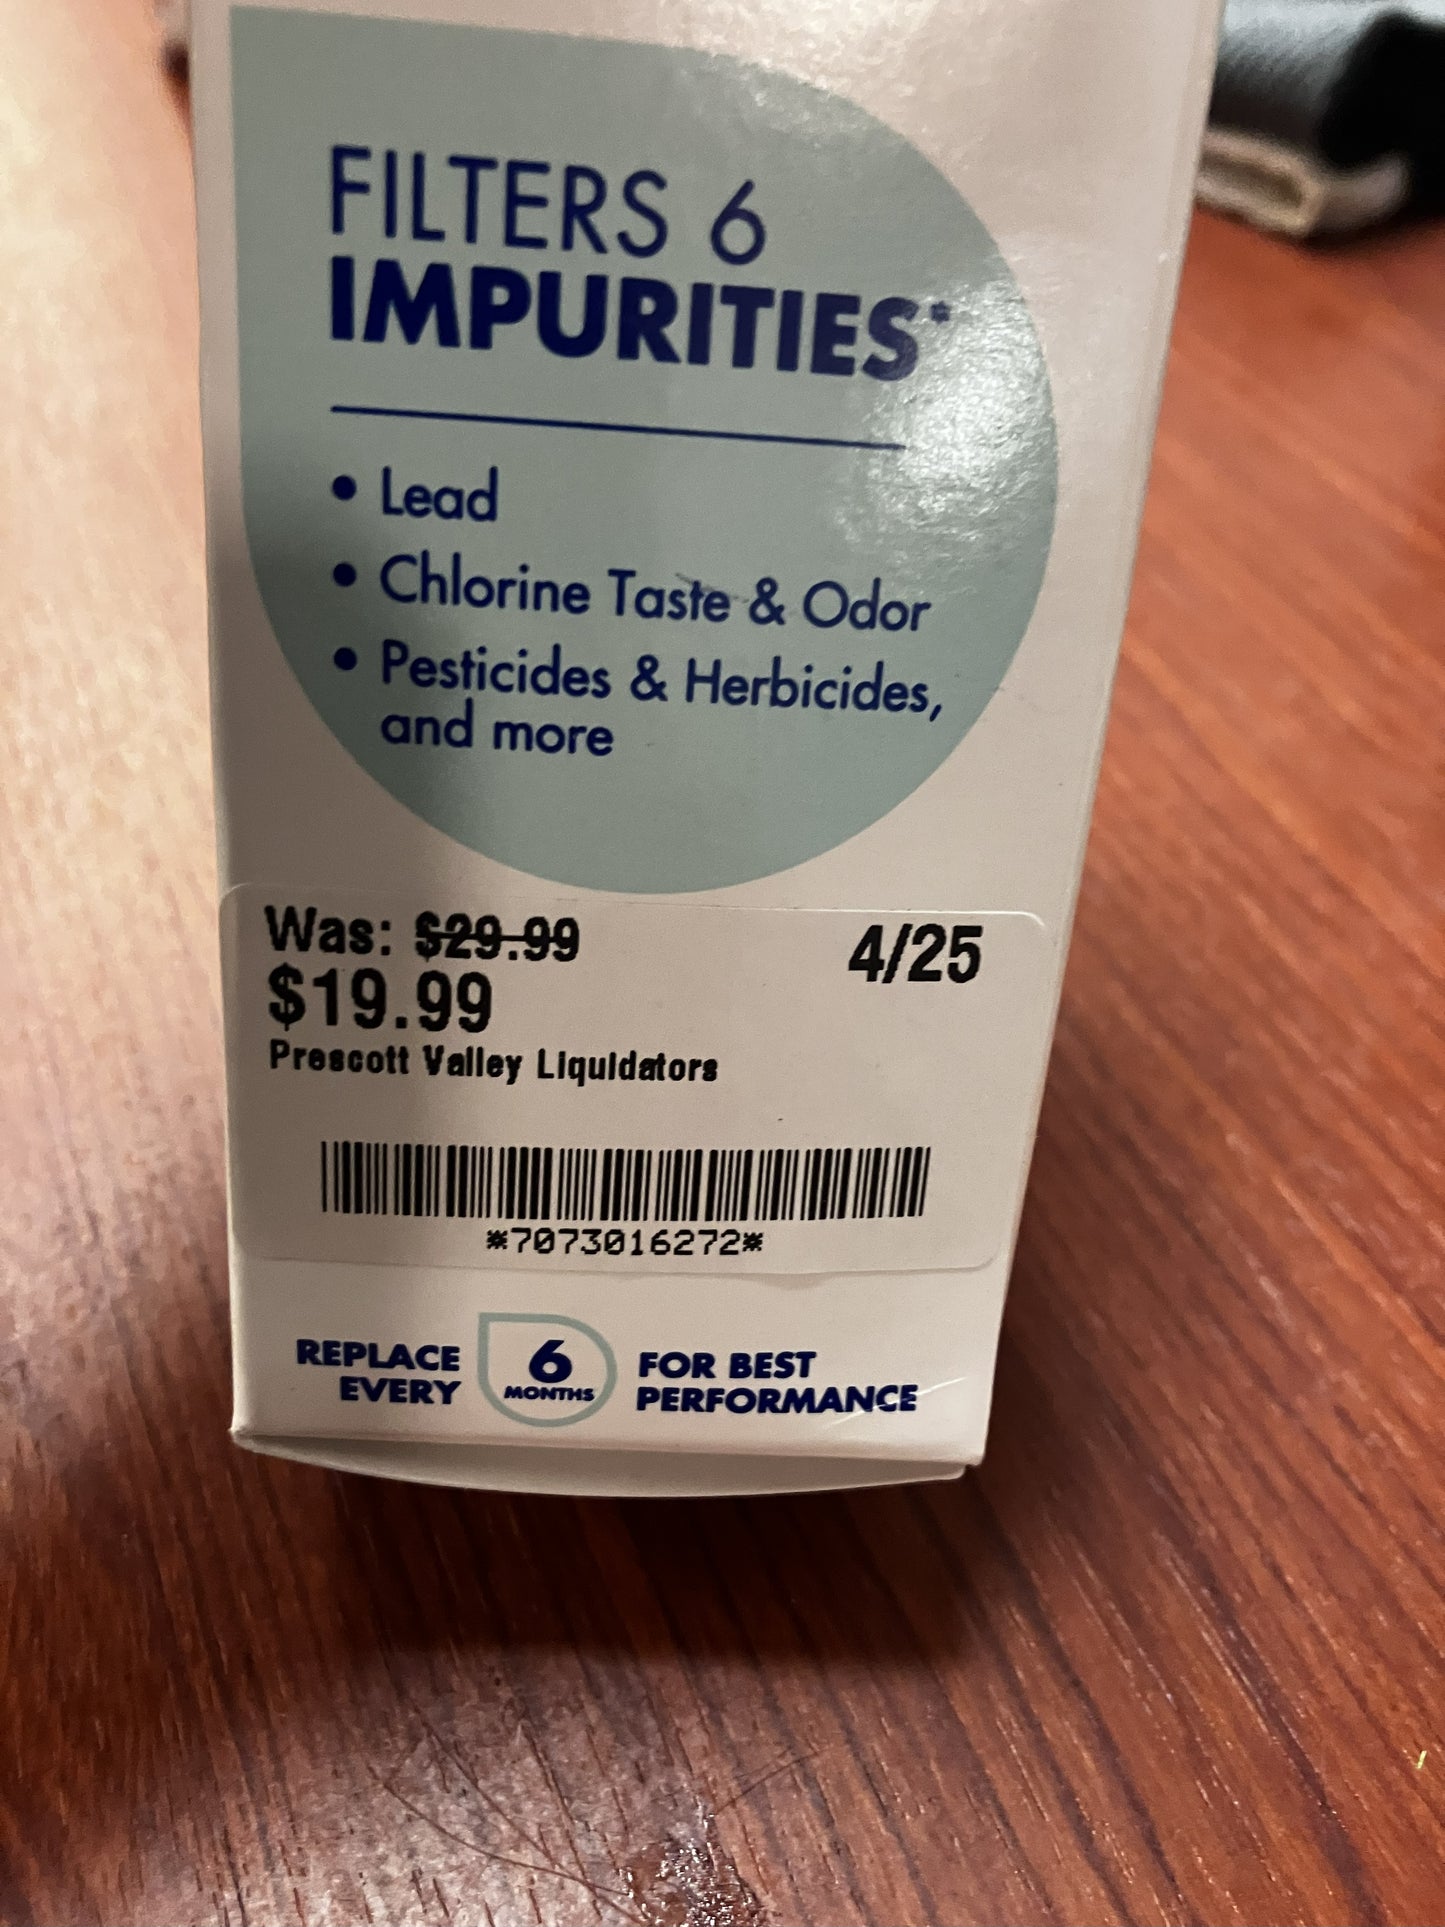 FILTERS 6
IMPURITIES*
• Lead
• Chlorine Taste & Odor
• Pesticides & Herbicides,
and more
Was: $29.99
4/25
$19.99
Prescott Valley Liquidators
*7073016272*
REPLACE
EVERY
6
MONTHS
FOR BEST
PERFORMANCE